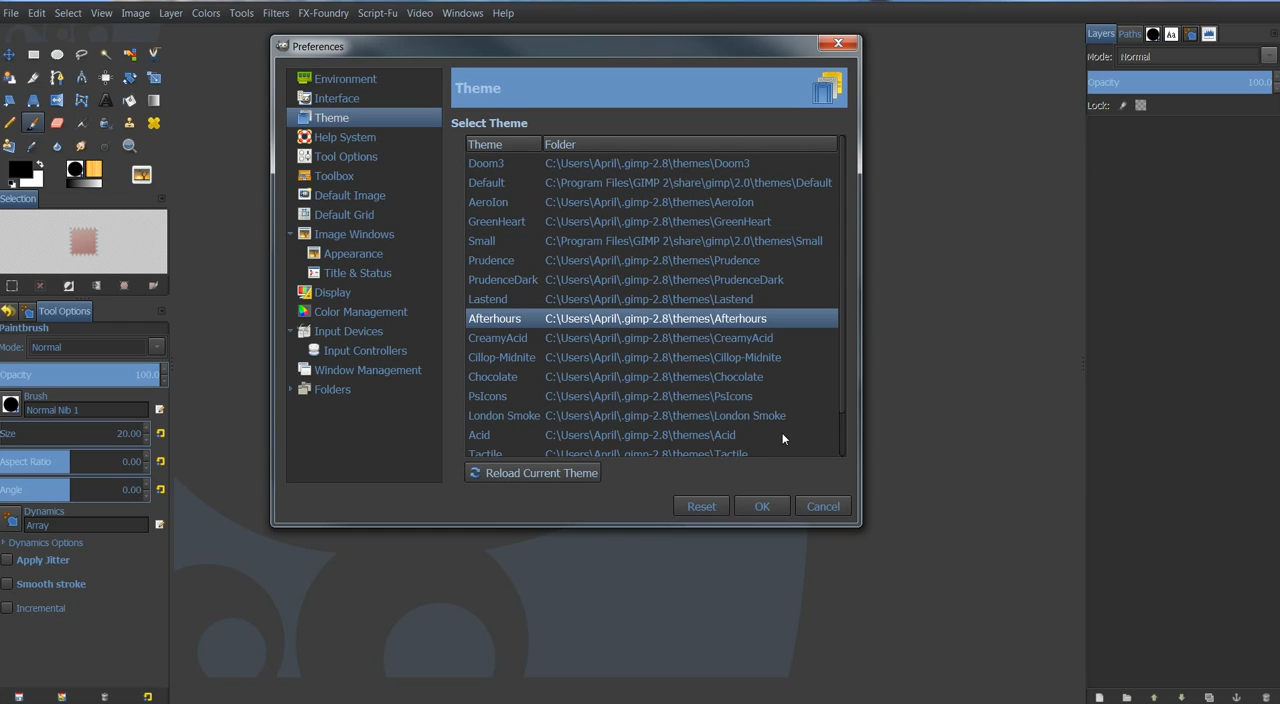 File Edit Select View Image Layer Colors Tools Filters FX-Foundry Script-Fu Video Windows Help
Preferences
Environment
Interface
Theme
Help System
Tool Options
Toolbox
Default Image
Default Grid
Image Windows
Appearance
Title & Status
Display
Color Management
Input Devices
Input Controllers
Window Management
Folders
Theme
Select Theme
Theme Folder
Doom3 C:\Users\April\.gimp-2.8\themes\Doom3
Default C:\Program Files\GIMP 2\share\gimp\2.0\themes\Default
AeroIon C:\Users\April\.gimp-2.8\themes\AeroIon
GreenHeart C:\Users\April\.gimp-2.8\themes\GreenHeart
Small C:\Program Files\GIMP 2\share\gimp\2.0\themes\Small
Prudence C:\Users\April\.gimp-2.8\themes\Prudence
PrudenceDark C:\Users\April\.gimp-2.8\themes\PrudenceDark
Lastend C:\Users\April\.gimp-2.8\themes\Lastend
Afterhours C:\Users\April\.gimp-2.8\themes\Afterhours
CreamyAcid C:\Users\April\.gimp-2.8\themes\CreamyAcid
Cillop-Midnite C:\Users\April\.gimp-2.8\themes\Cillop-Midnite
Chocolate C:\Users\April\.gimp-2.8\themes\Chocolate
PsIcons C:\Users\April\.gimp-2.8\themes\PsIcons
London Smoke C:\Users\April\.gimp-2.8\themes\London Smoke
Acid C:\Users\April\.gimp-2.8\themes\Acid
Tactile C:\Users\April\.gimp-2.8\themes\Tactile
Reload Current Theme
Reset OK Cancel
Selection
Tool Options
Paintbrush
Mode: Normal
Opacity 100.0
Brush
Normal Nib 1
Size 20.00
Aspect Ratio 0.00
Angle 0.00
Dynamics
Array
Dynamics Options
Apply Jitter
Smooth stroke
Incremental
Layers Paths Aa
Mode: Normal
Opacity 100.0
Lock: